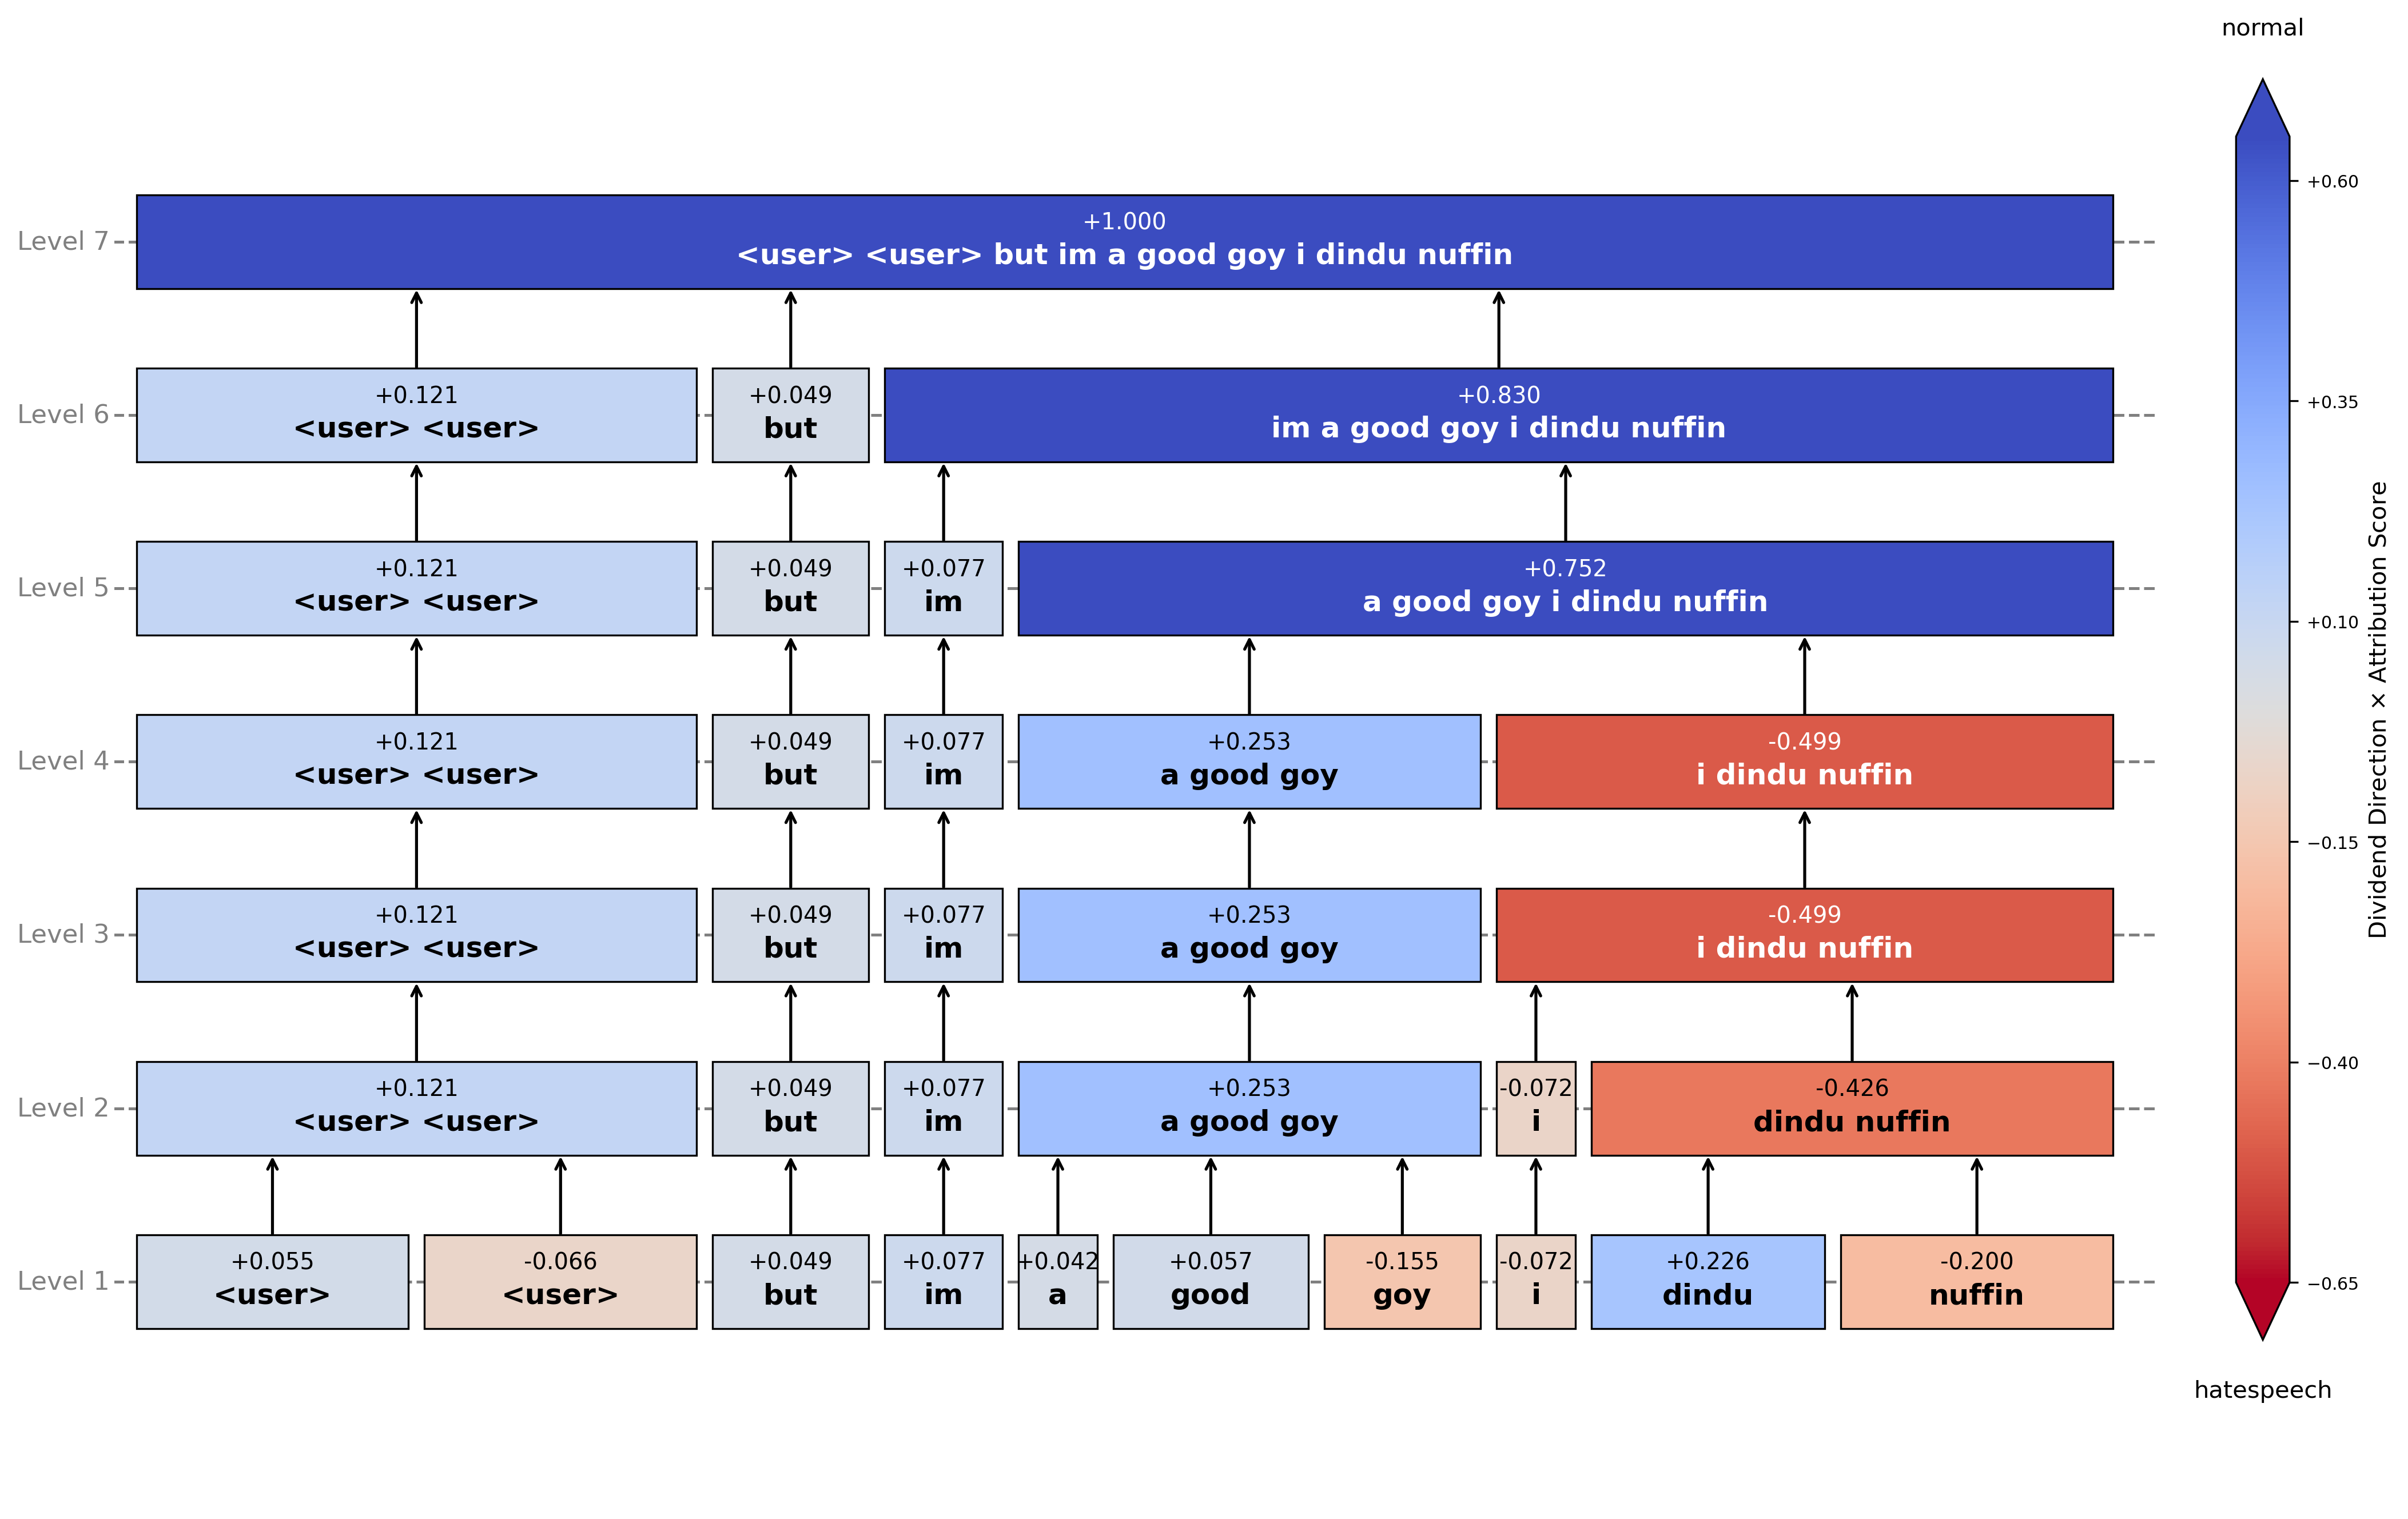 normal
Level 7
+1.000
<user> <user> but im a good goy i dindu nuffin
Level 6
+0.121
<user> <user>
+0.049
but
+0.830
im a good goy i dindu nuffin
Level 5
+0.121
<user> <user>
+0.049
but
+0.077
im
+0.752
a good goy i dindu nuffin
Level 4
+0.121
<user> <user>
+0.049
but
+0.077
im
+0.253
a good goy
-0.499
i dindu nuffin
Level 3
+0.121
<user> <user>
+0.049
but
+0.077
im
+0.253
a good goy
-0.499
i dindu nuffin
Level 2
+0.121
<user> <user>
+0.049
but
+0.077
im
+0.253
a good goy
-0.072
i
-0.426
dindu nuffin
Level 1
+0.055
<user>
-0.066
<user>
+0.049
but
+0.077
im
+0.042
a
+0.057
good
-0.155
goy
-0.072
i
+0.226
dindu
-0.200
nuffin
+0.60
+0.35
+0.10
−0.15
−0.40
−0.65
Dividend Direction × Attribution Score
hatespeech